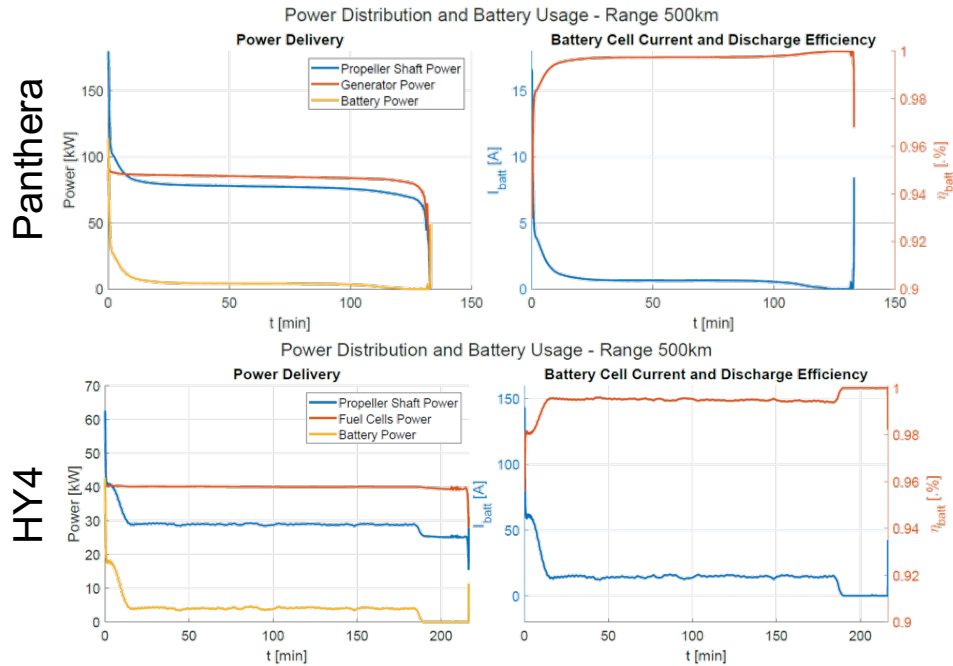 Power Distribution and Battery Usage - Range 500km
Panthera
Power Delivery
Power [kW]
150
100
50
0
Propeller Shaft Power
Generator Power
Battery Power
0 50 100 150
t [min]
Battery Cell Current and Discharge Efficiency
I_batt [A]
15
10
5
0
1
0.98
0.96
0.94
0.92
0.9
η̄_batt [.%]
0 50 100 150
t [min]
Power Distribution and Battery Usage - Range 500km
HY4
Power Delivery
Power [kW]
70
60
50
40
30
20
10
0
Propeller Shaft Power
Fuel Cells Power
Battery Power
0 50 100 150 200
t [min]
Battery Cell Current and Discharge Efficiency
I_batt [A]
150
100
50
0
1
0.98
0.96
0.94
0.92
0.9
η̄_batt [.%]
0 50 100 150 200
t [min]